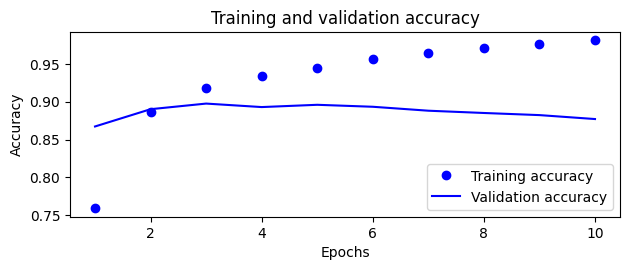 Training and validation accuracy
Accuracy
0.95
0.90
0.85
0.80
0.75
Training accuracy
Validation accuracy
2
4
6
8
10
Epochs